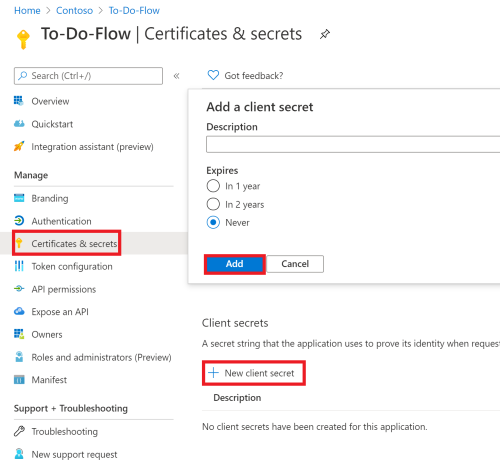 Home > Contoso > To-Do-Flow
To-Do-Flow | Certificates & secrets
Search (Ctrl+/)
«
Got feedback?
Overview
Quickstart
Integration assistant (preview)
Manage
Branding
Authentication
Certificates & secrets
Token configuration
API permissions
Expose an API
Owners
Roles and administrators (Preview)
Manifest
Support + Troubleshooting
Troubleshooting
New support request
Add a client secret
Description
Expires
In 1 year
In 2 years
Never
Add
Cancel
Client secrets
A secret string that the application uses to prove its identity when request
+ New client secret
Description
No client secrets have been created for this application.